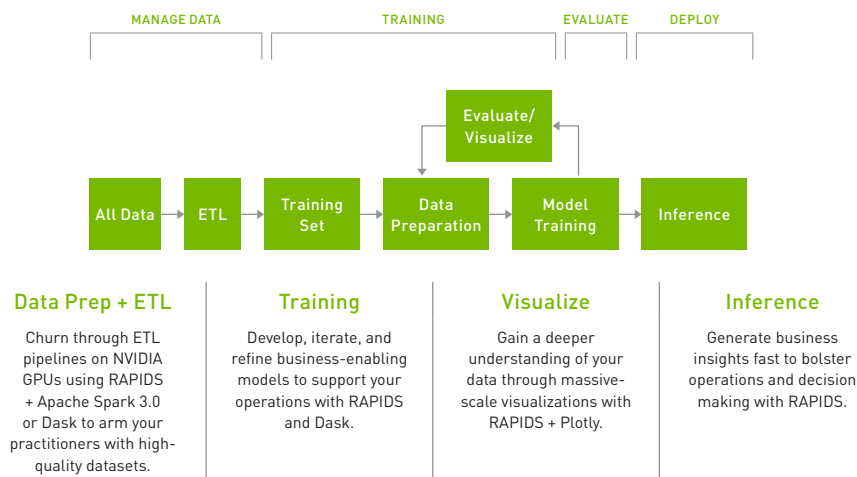 MANAGE DATA
TRAINING
EVALUATE
DEPLOY
Evaluate/
Visualize
All Data
ETL
Training
Set
Data
Preparation
Model
Training
Inference
Data Prep + ETL
Churn through ETL
pipelines on NVIDIA
GPUs using RAPIDS
+ Apache Spark 3.0
or Dask to arm your
practitioners with high-
quality datasets.
Training
Develop, iterate, and
refine business-enabling
models to support your
operations with RAPIDS
and Dask.
Visualize
Gain a deeper
understanding of your
data through massive-
scale visualizations with
RAPIDS + Plotly.
Inference
Generate business
insights fast to bolster
operations and decision
making with RAPIDS.